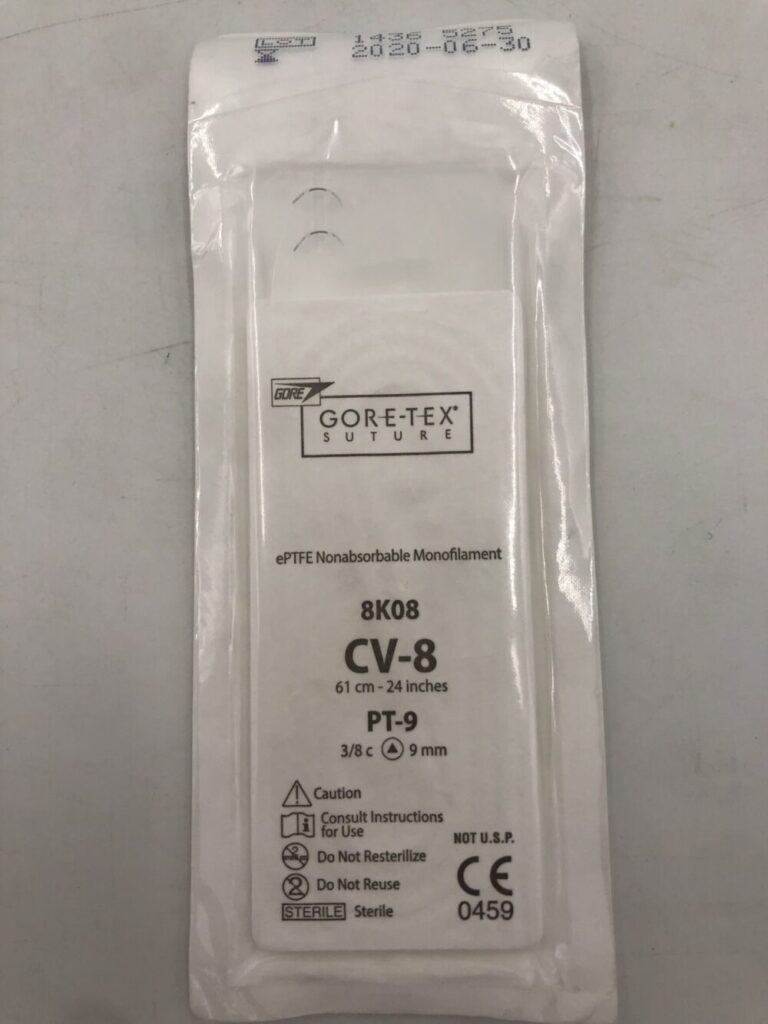 LOT 1436 5275
2020-06-30
GORE
GORE-TEX®
SUTURE
ePTFE Nonabsorbable Monofilament
8K08
CV-8
61 cm - 24 inches
PT-9
3/8 c 9 mm
Caution
Consult Instructions
for Use
Do Not Resterilize
Do Not Reuse
STERILE Sterile
NOT U.S.P.
CE
0459